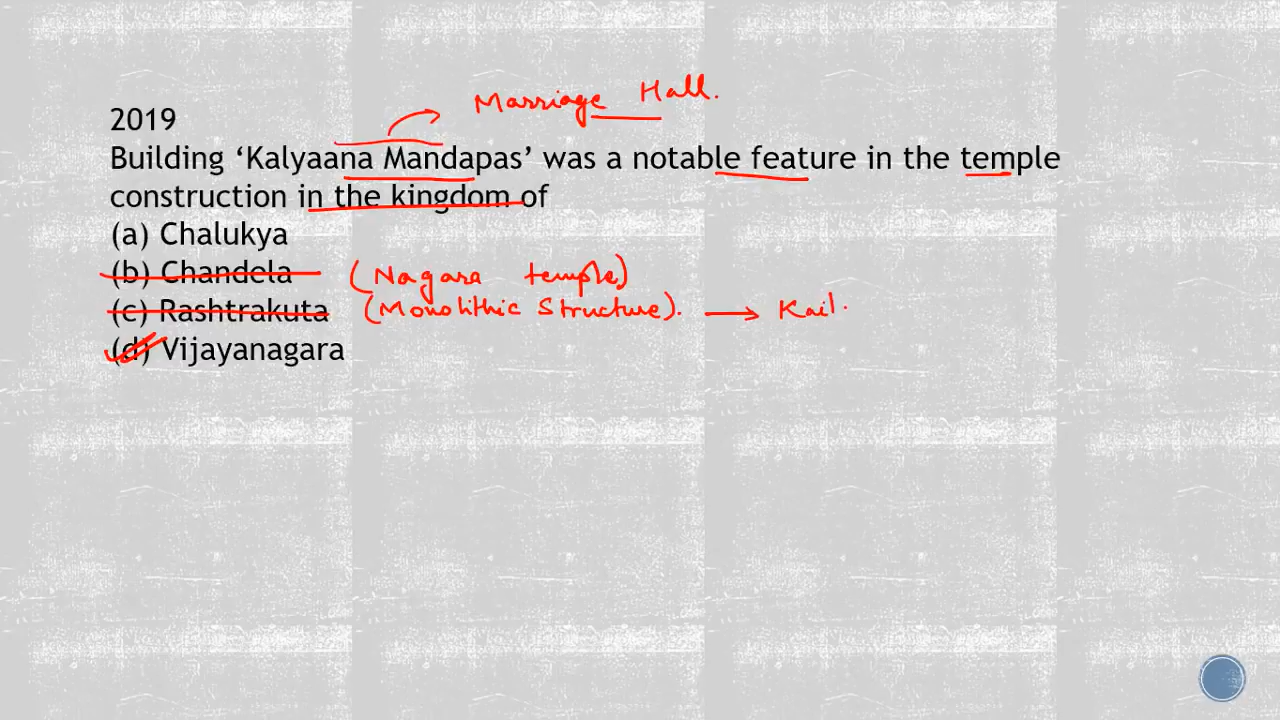 Marriage Hall.
2019
Building ‘Kalyaana Mandapas’ was a notable feature in the temple
construction in the kingdom of
(a) Chalukya
(b) Chandela (Nagara temple)
(c) Rashtrakuta (Monolithic Structure). → Kail.
(d) Vijayanagara